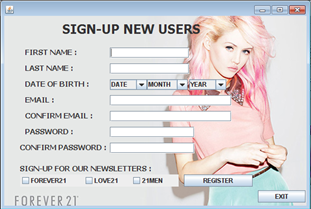 SIGN-UP NEW USERS
FIRST NAME :
LAST NAME :
DATE OF BIRTH : DATE MONTH YEAR
EMAIL :
CONFIRM EMAIL :
PASSWORD :
CONFIRM PASSWORD :
SIGN-UP FOR OUR NEWSLETTERS :
FOREVER21 LOVE21 21MEN REGISTER
FOREVER 21 EXIT